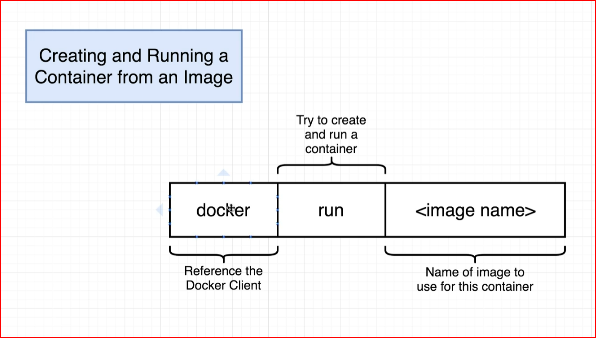 Creating and Running a
Container from an Image
Try to create
and run a
container
docker
run
<image name>
Reference the
Docker Client
Name of image to
use for this container